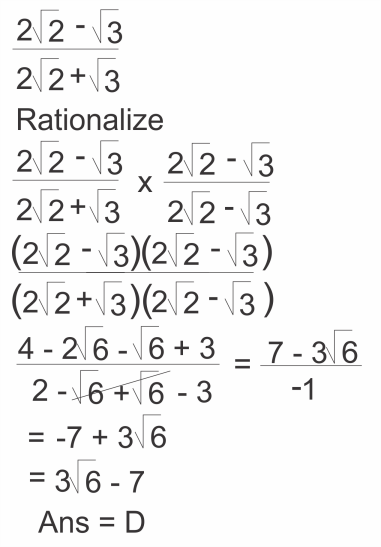 2√2 - √3
2√2 + √3
Rationalize
2√2 - √3 x 2√2 - √3
2√2 + √3 2√2 - √3
(2√2 - √3)(2√2 - √3)
(2√2 + √3)(2√2 - √3)
4 - 2√6 - √6 + 3 = 7 - 3√6
2 - √6 + √6 - 3 -1
= -7 + 3√6
= 3√6 - 7
Ans = D